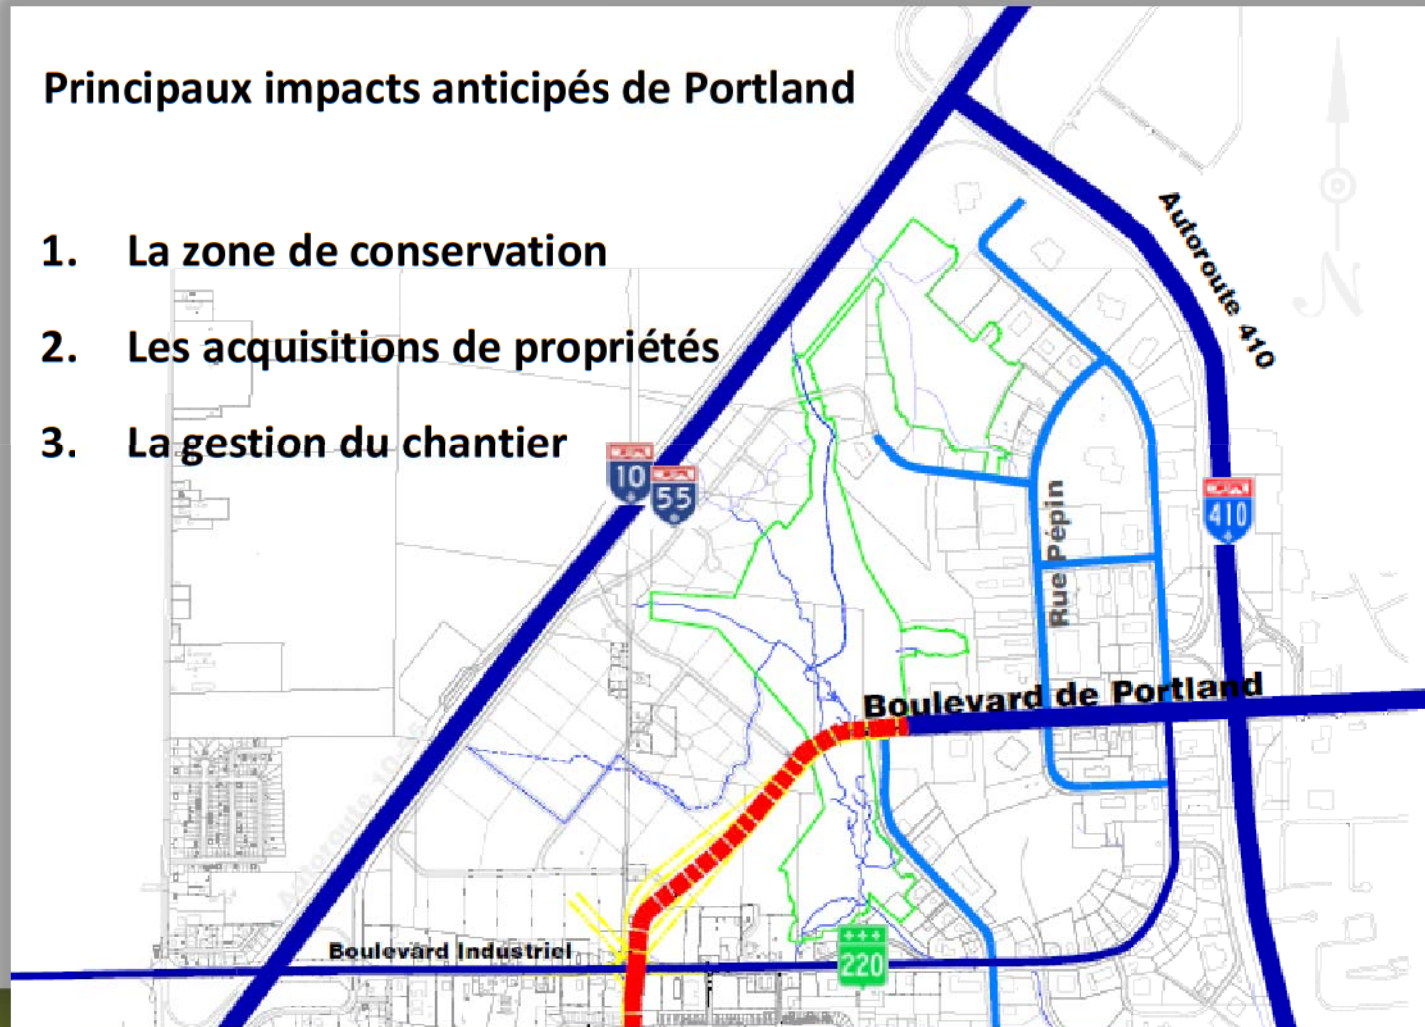 Principaux impacts anticipés de Portland
1. La zone de conservation
2. Les acquisitions de propriétés
3. La gestion du chantier
Autoroute 410
N
10
55
410
Rue Pépin
Boulevard de Portland
Boulevard Industriel
220